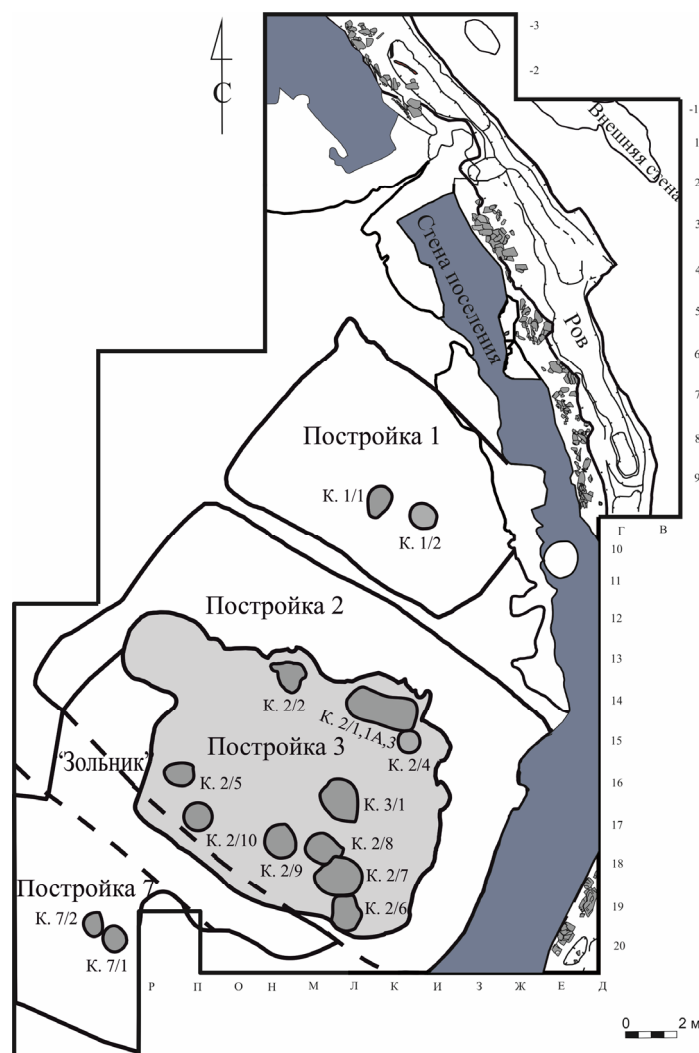 -3
-2
С
-1
Внешняя стена
1
2
3
Стена поселения
4
5
Ров
6
7
Постройка 1
8
К. 1/1
9
К. 1/2
Г В
10
11
Постройка 2
12
13
К. 2/2
14
К. 2/1,1А,3
Постройка 3
15
К. 2/4
"Зольник"
К. 2/5
16
К. 3/1
17
К. 2/10
К. 2/9
К. 2/8
К. 2/7
18
Постройка 7
К. 2/6
19
К. 7/2
К. 7/1
20
Р П О Н М Л К И З Ж Е Д
0 2 м